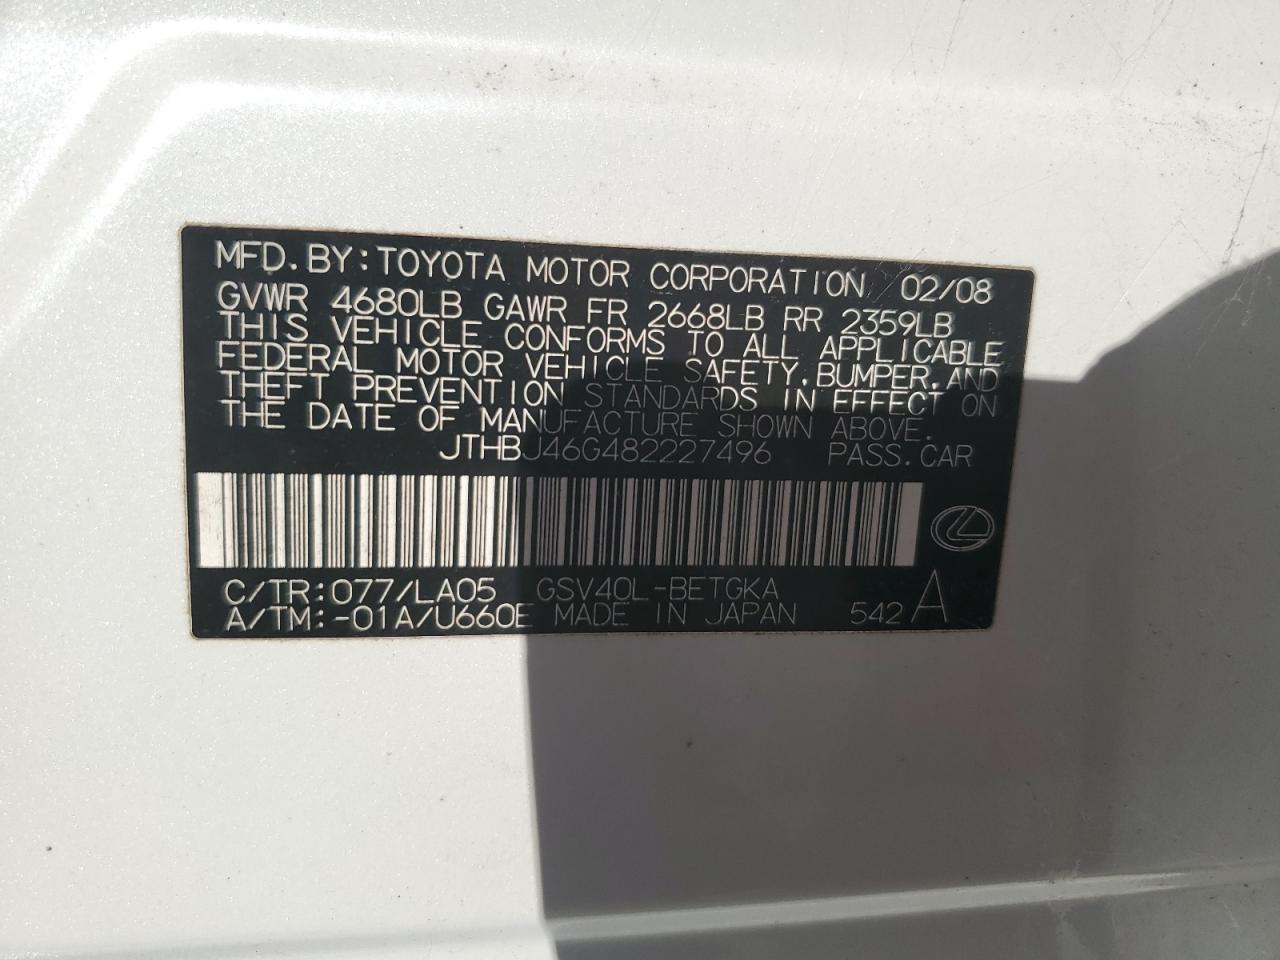 MFD.BY:TOYOTA MOTOR CORPORATION 02/08
GVWR 4680LB GAWR FR 2668LB RR 2359LB
THIS VEHICLE CONFORMS TO ALL APPLICABLE
FEDERAL MOTOR VEHICLE SAFETY,BUMPER,AND
THEFT PREVENTION STANDARDS IN EFFECT ON
THE DATE OF MANUFACTURE SHOWN ABOVE.
JTHBJ46G482227496 PASS.CAR
C/TR:077/LA05 GSV40L-BETGKA
A/TM:-01A/U660E MADE IN JAPAN 542 A